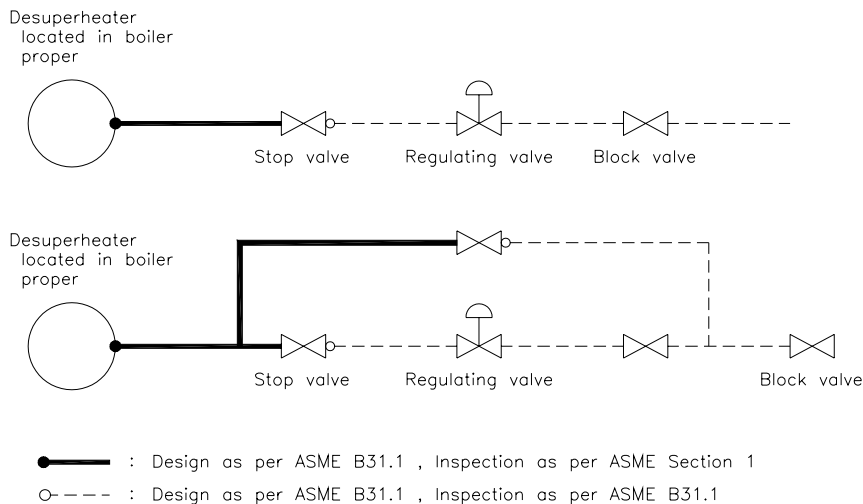 Desuperheater
located in boiler
proper
Stop valve
Regulating valve
Block valve
Desuperheater
located in boiler
proper
Stop valve
Regulating valve
Block valve
: Design as per ASME B31.1 , Inspection as per ASME Section 1
: Design as per ASME B31.1 , Inspection as per ASME B31.1